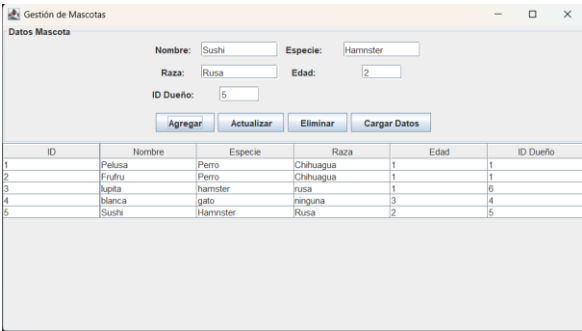 Gestión de Mascotas
Datos Mascota
Nombre: Sushi Especie: Hamnster
Raza: Rusa Edad: 2
ID Dueño: 5
Agregar Actualizar Eliminar Cargar Datos
ID Nombre Especie Raza Edad ID Dueño
1 Pelusa Perro Chihuagua 1 1
2 Frufru Perro Chihuagua 1 1
3 lupita hamster rusa 1 6
4 blanca gato ninguna 3 4
5 Sushi Hamnster Rusa 2 5